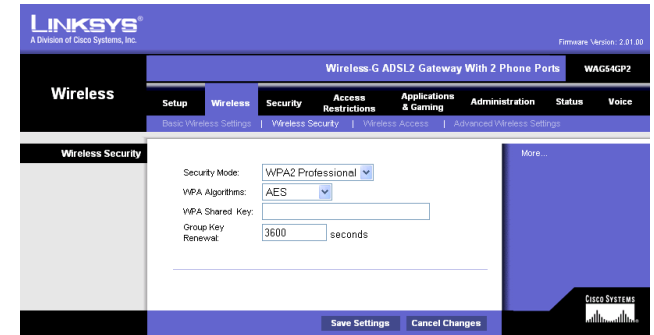 LINKSYS®
A Division of Cisco Systems, Inc.
Firmware Version: 2.01.00
Wireless-G ADSL2 Gateway With 2 Phone Ports WAG54GP2
Wireless
Setup Wireless Security Access Restrictions Applications & Gaming Administration Status Voice
Basic Wireless Settings | Wireless Security | Wireless Access | Advanced Wireless Settings
Wireless Security
More...
Security Mode: WPA2 Professional
WPA Algorithms: AES
WPA Shared Key:
Group Key Renewal: 3600 seconds
CISCO SYSTEMS
Save Settings Cancel Changes